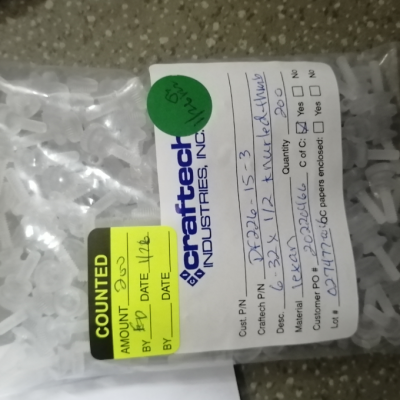 craftech
INDUSTRIES, INC.
Cust. P/N
Craftech P/N DF226-15-3
Desc. 6-32 x 1/2 knurled thumb
Material lexan Quantity 200
Customer PO # 20220466 C of C: ☑ Yes ☐ No
Lot # QC papers enclosed: ☐ Yes ☐ No
COUNTED
AMOUNT 200
BY ED DATE 1/26
BY DATE